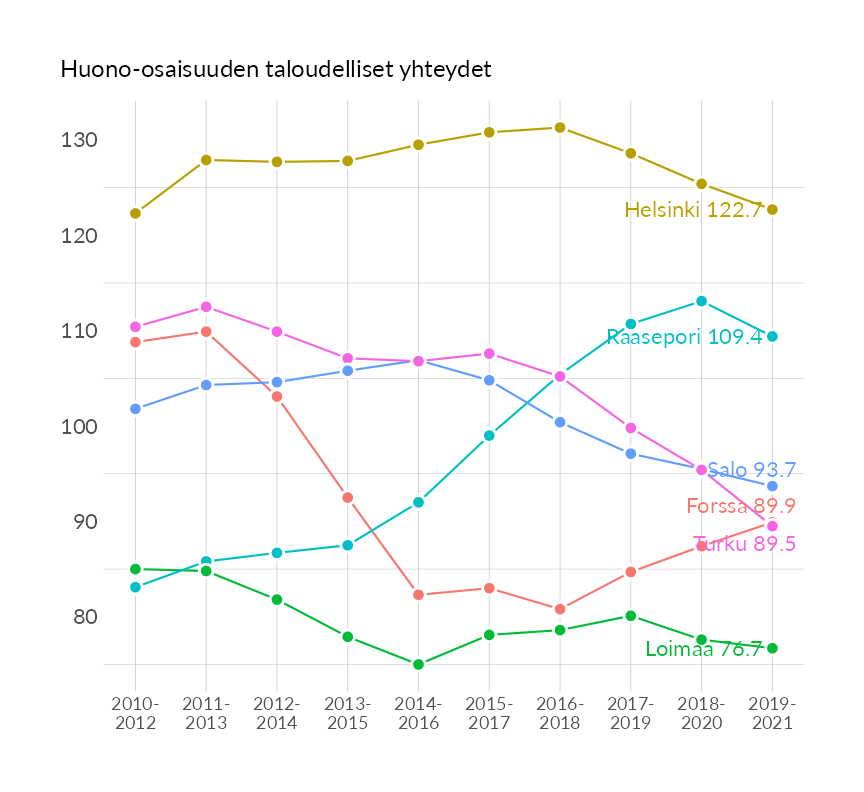 Huono-osaisuuden taloudelliset yhteydet
130
120
110
100
90
80
Helsinki 122.7
Raasepori 109.4
Salo 93.7
Forssa 89.9
Turku 89.5
Loimaa 76.7
2010- 2011- 2012- 2013- 2014- 2015- 2016- 2017- 2018- 2019-
2012 2013 2014 2015 2016 2017 2018 2019 2020 2021